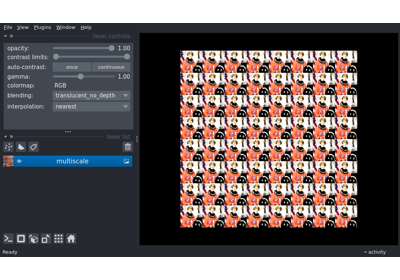 File View Plugins Window Help
layer controls
opacity: 1.00
contrast limits:
auto-contrast: once continuous
gamma: 1.00
colormap: RGB
blending: translucent_no_depth
interpolation: nearest
layer list
multiscale
Ready
activity